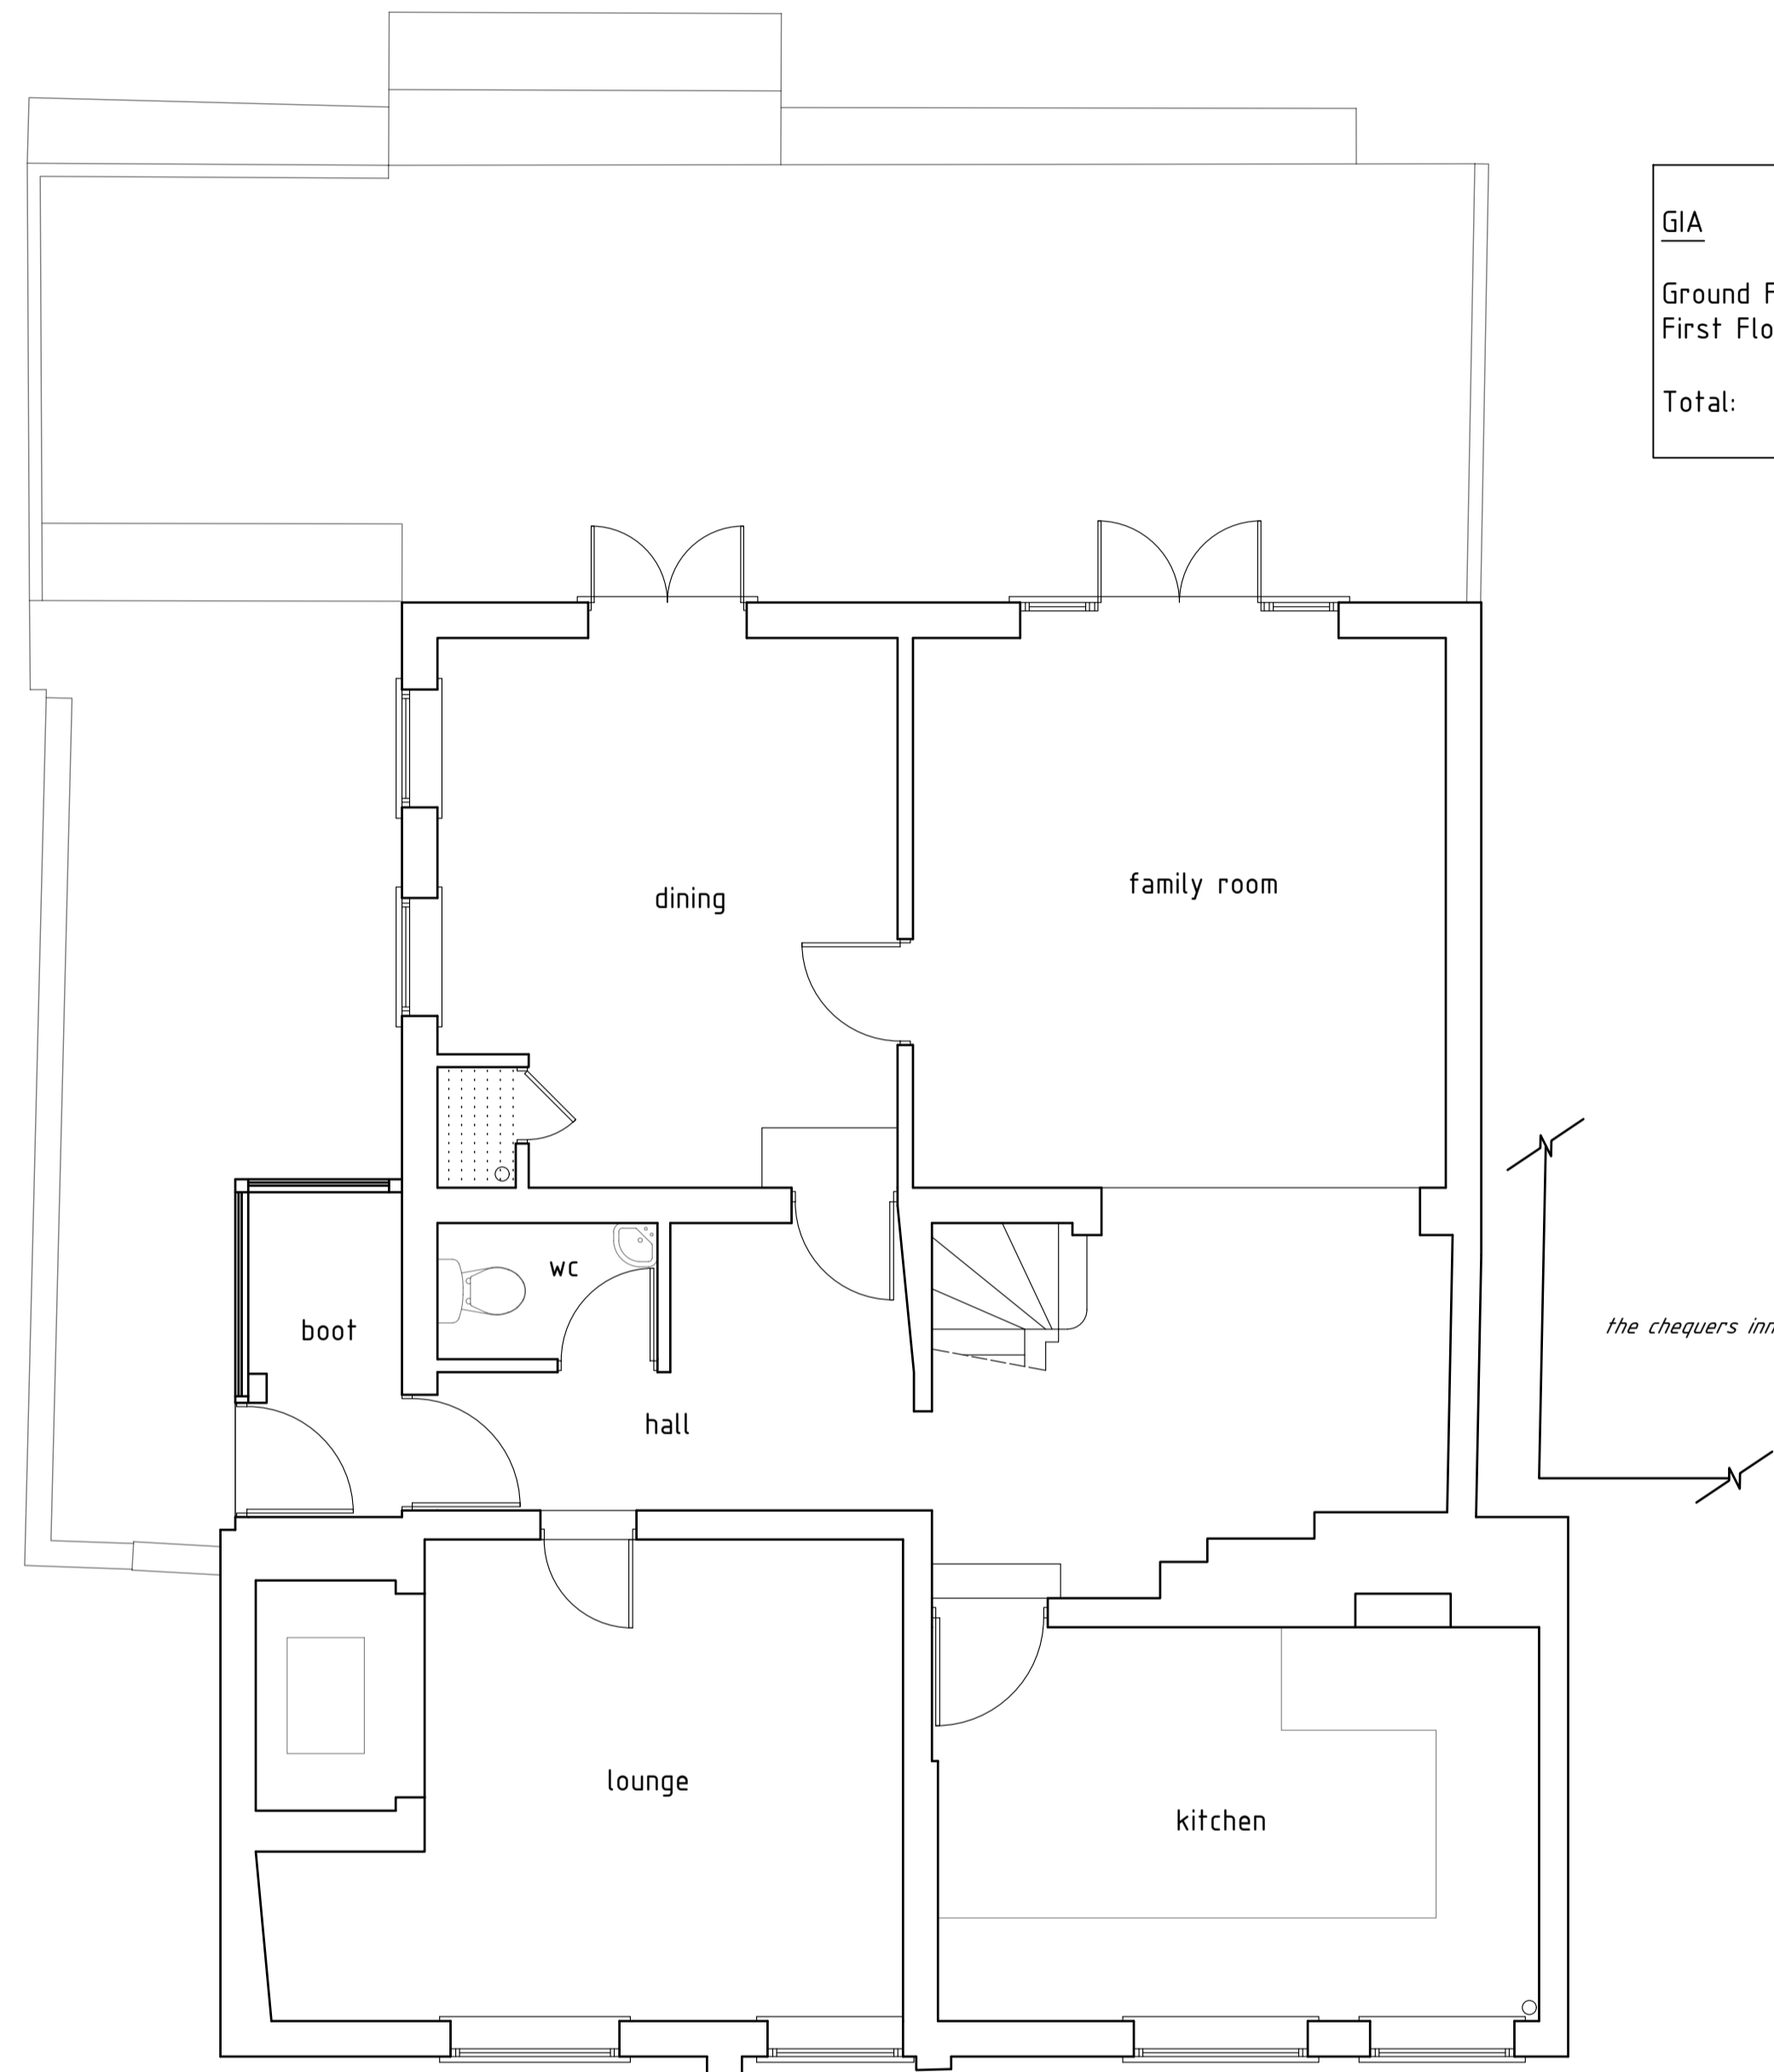 GIA
Ground F
First Flo
Total:
dining
family room
wc
boot
hall
the chequers inn
lounge
kitchen